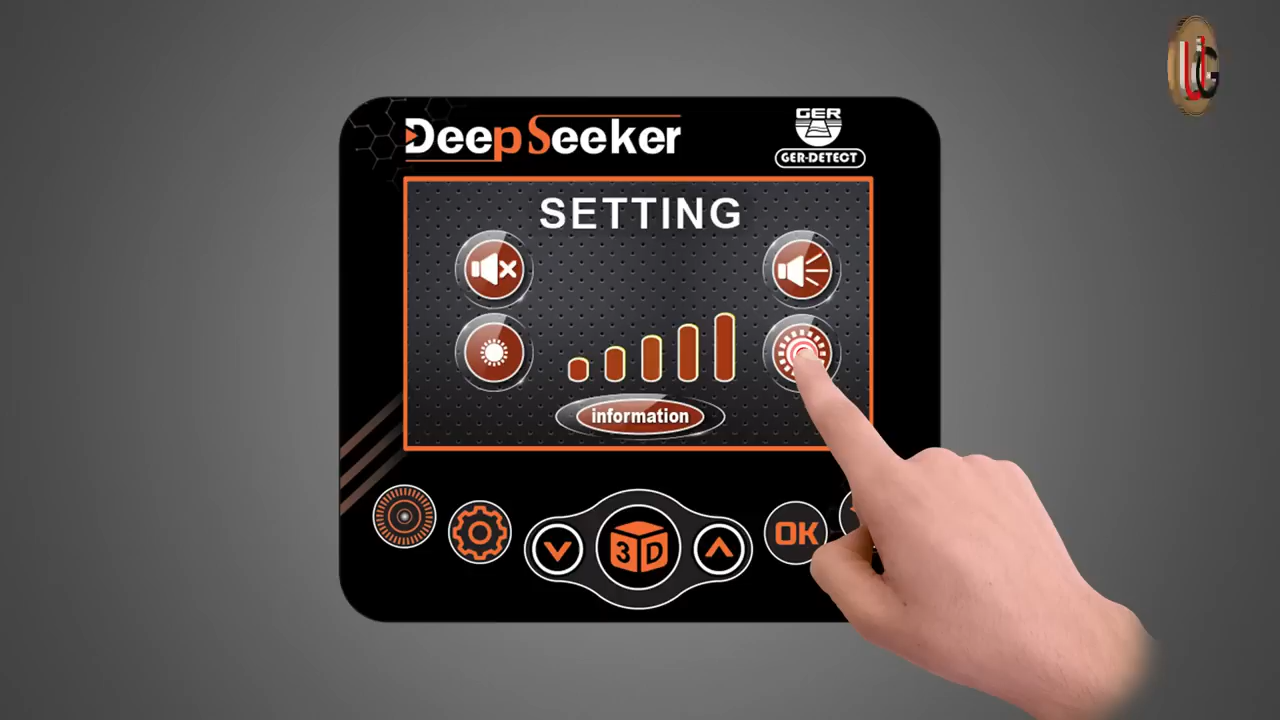 DeepSeeker
GER
GER-DETECT
SETTING
information
3D
OK